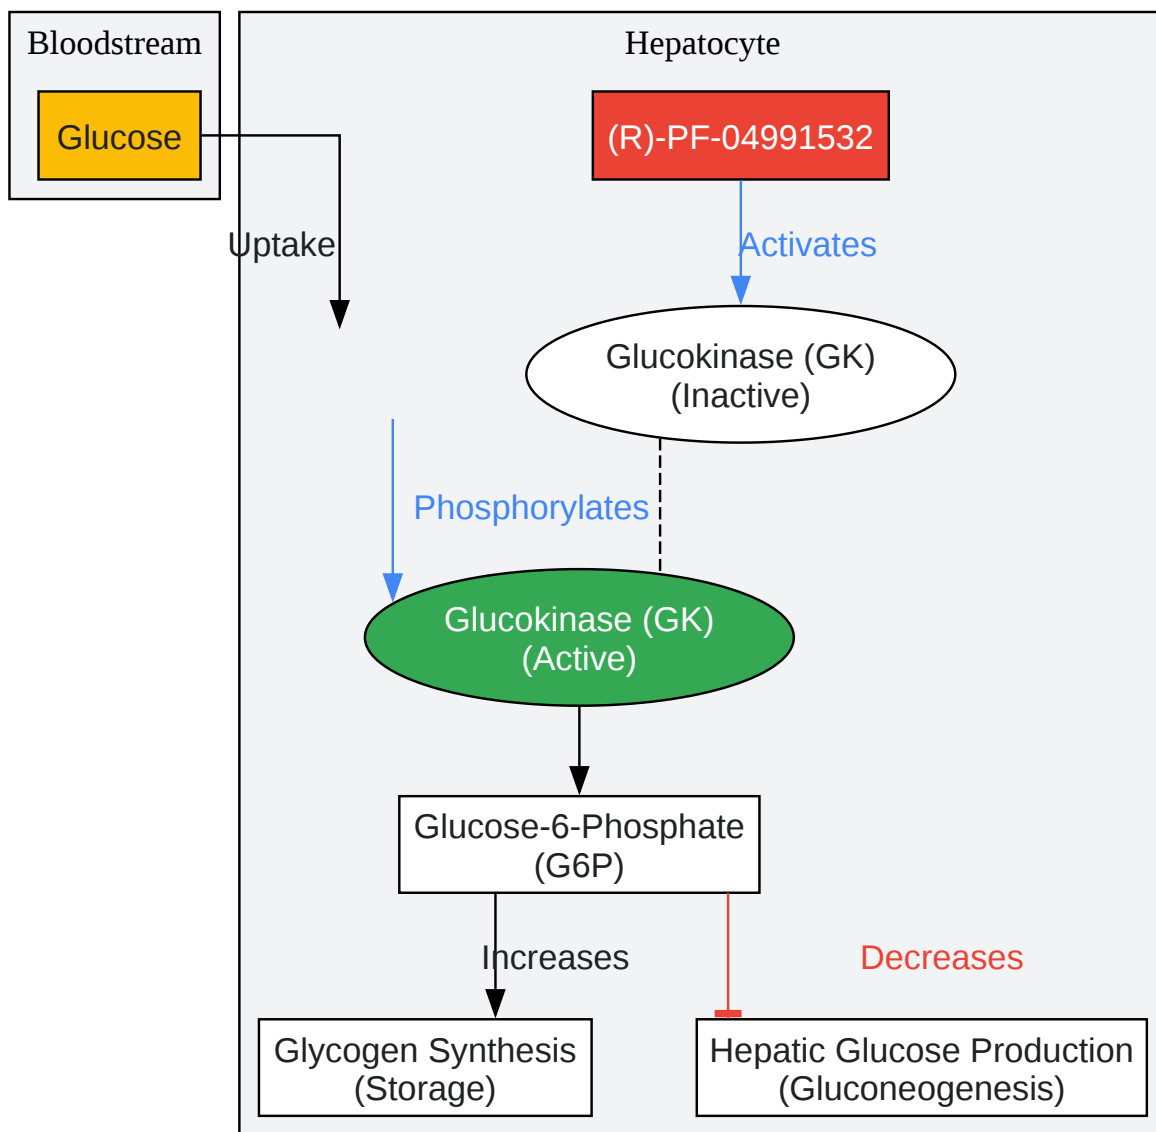 Bloodstream
Hepatocyte
Glucose
(R)-PF-04991532
Uptake
Activates
Glucokinase (GK)
(Inactive)
Phosphorylates
Glucokinase (GK)
(Active)
Glucose-6-Phosphate
(G6P)
Increases
Decreases
Glycogen Synthesis
(Storage)
Hepatic Glucose Production
(Gluconeogenesis)